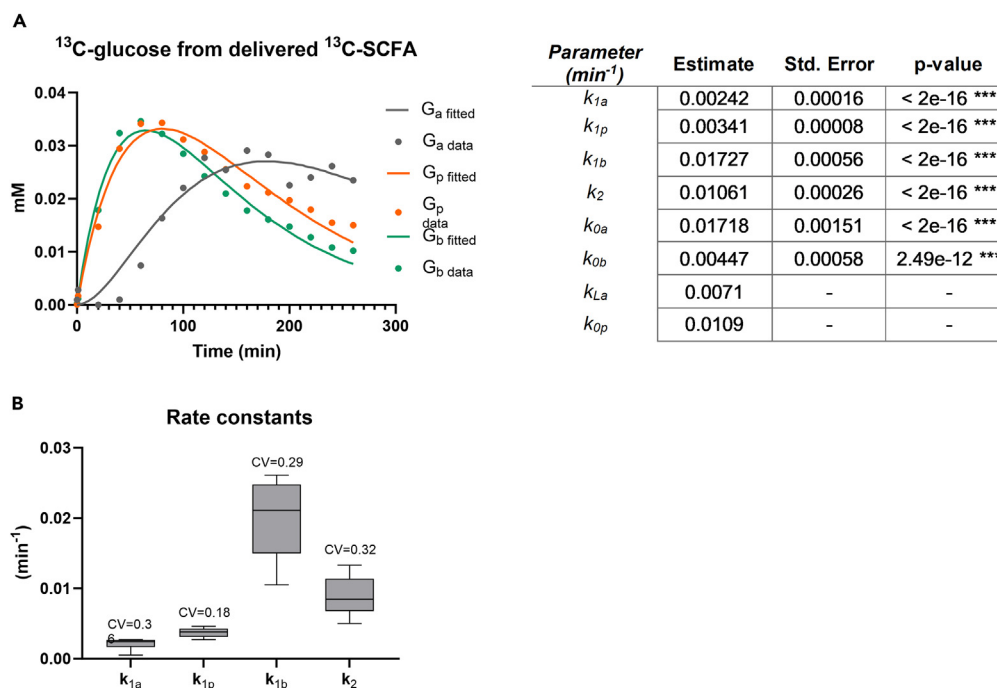 A
13C-glucose from delivered 13C-SCFA
0.04
0.03
0.02
0.01
0.00
mM
0
100
200
300
Time (min)
Ga fitted
Ga data
Gp fitted
Gp
data
Gb fitted
Gb data
Parameter
(min-1) Estimate Std. Error p-value
k1a 0.00242 0.00016 < 2e-16 ***
k1p 0.00341 0.00008 < 2e-16 ***
k1b 0.01727 0.00056 < 2e-16 ***
k2 0.01061 0.00026 < 2e-16 ***
k0a 0.01718 0.00151 < 2e-16 ***
k0b 0.00447 0.00058 2.49e-12 ***
kLa 0.0071 - -
k0p 0.0109 - -
B
Rate constants
0.03
0.02
0.01
0.00
(min-1)
CV=0.3
6
CV=0.18
CV=0.29
CV=0.32
k1a
k1p
k1b
k2